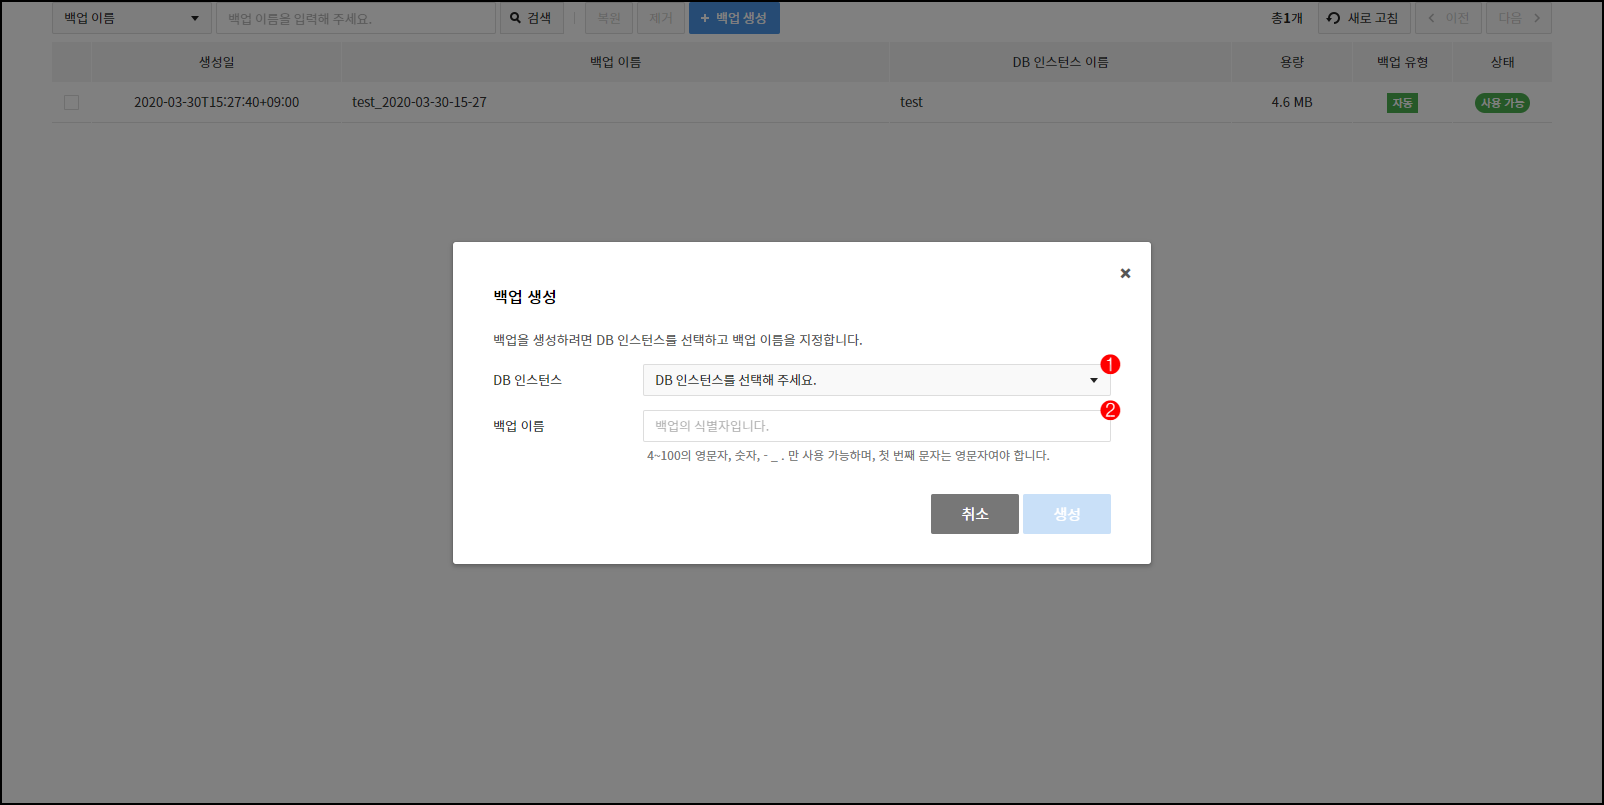 백업 이름 백업 이름을 입력해 주세요. 검색 복원 제거 + 백업 생성 총1개 새로 고침 이전 다음
생성일 백업 이름 DB 인스턴스 이름 용량 백업 유형 상태
2020-03-30T15:27:40+09:00 test_2020-03-30-15-27 test 4.6 MB 자동 사용 가능
백업 생성
백업을 생성하려면 DB 인스턴스를 선택하고 백업 이름을 지정합니다.
1
DB 인스턴스 DB 인스턴스를 선택해 주세요.
2
백업 이름 백업의 식별자입니다.
4~100의 영문자, 숫자, - _ . 만 사용 가능하며, 첫 번째 문자는 영문자여야 합니다.
취소 생성